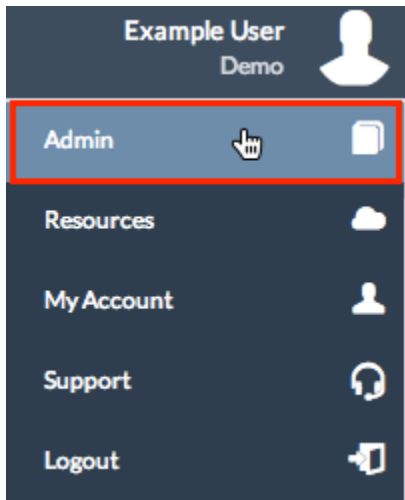 Example User
Demo
Admin
Resources
My Account
Support
Logout